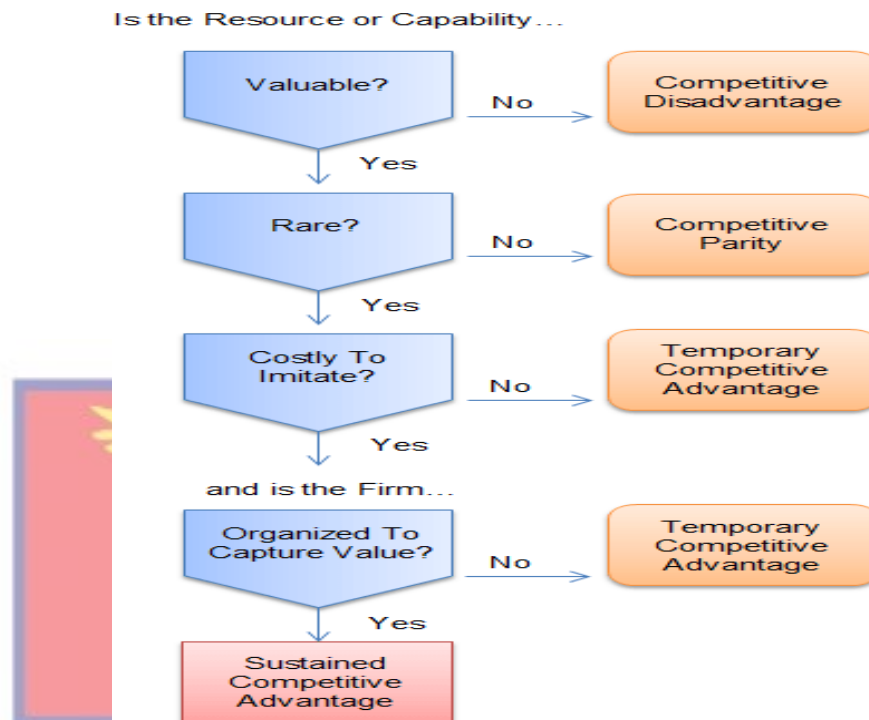 Is the Resource or Capability...
Valuable?
No
Competitive
Disadvantage
Yes
Rare?
No
Competitive
Parity
Yes
Costly To
Imitate?
No
Temporary
Competitive
Advantage
Yes
and is the Firm...
Organized To
Capture Value?
No
Temporary
Competitive
Advantage
Yes
Sustained
Competitive
Advantage